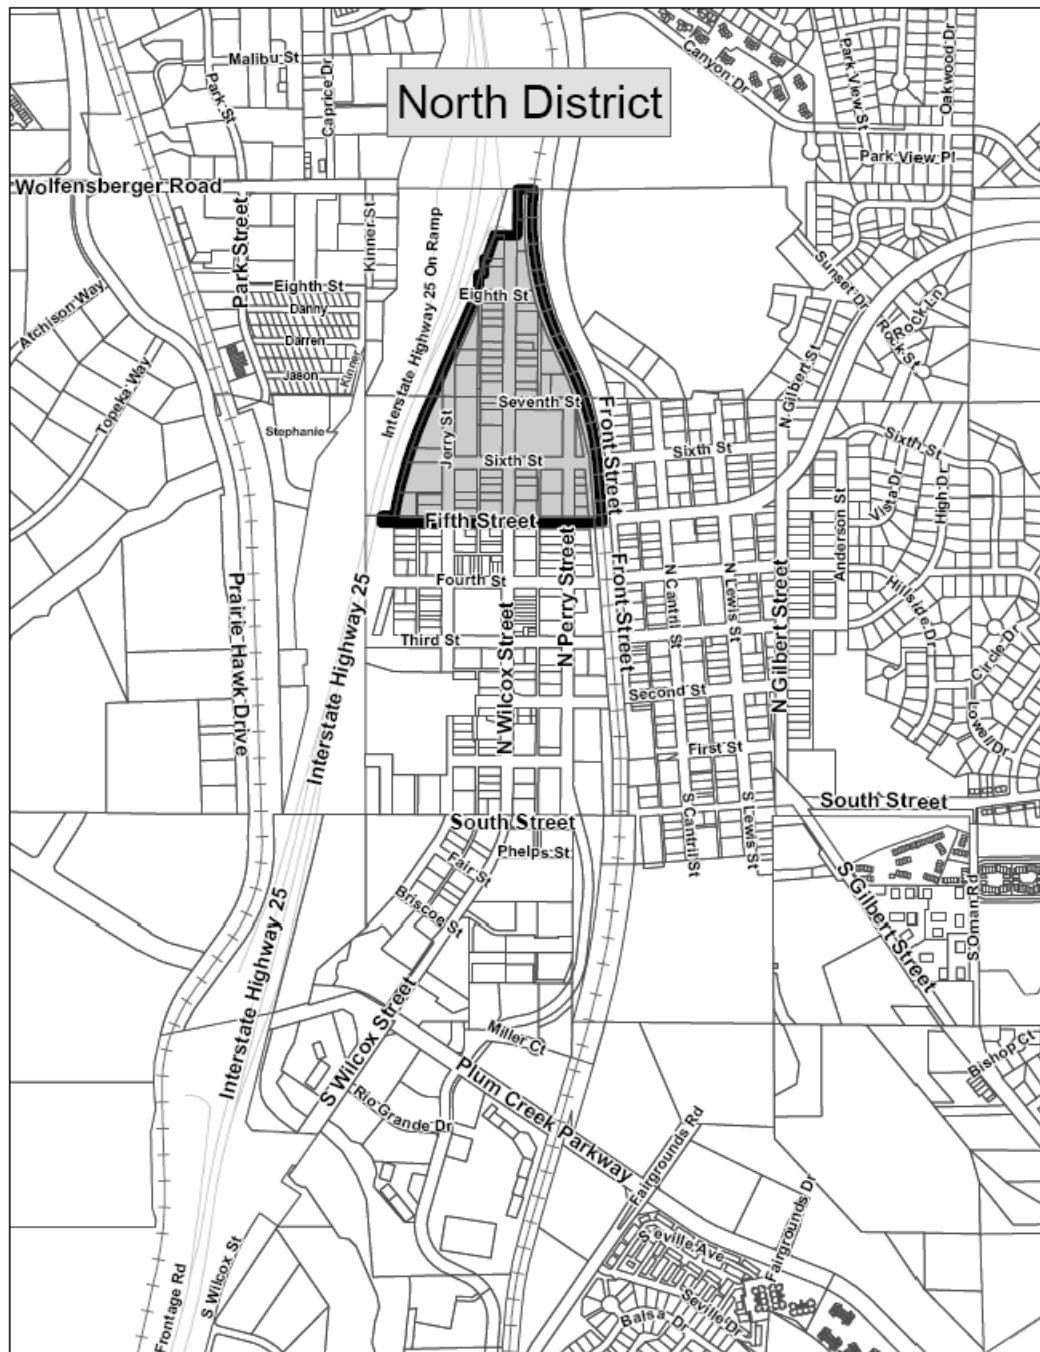 Malibu St
Park St
Caprice Dr
North District
Canyon Dr
Park View St
Oakwood Dr
Park View Pl
Wolfensberger Road
Park Street
Kinner St
Interstate Highway 25 On Ramp
Sunset Dr
Eighth St
Danny
Darren
Jason
Kinner
Stephanie
Atchison Way
Topeka Way
Eighth St
Seventh St
Jerry St
Sixth St
Fifth Street
Front Street
Sixth St
N Gilbert St
Rock Ln
Rock St
Sixth St
Vista Dr
High Dr
Anderson St
Prairie Hawk Drive
Interstate Highway 25
Fourth St
Third St
N Wilcox Street
N Perry Street
Front Street
N Cantril St
N Lewis St
N Gilbert Street
Hillside Dr
Circle Dr
Lowell Dr
Second St
First St
S Cantril St
S Lewis St
South Street
South Street
Phelps St
Fair St
Briscoe St
S Gilbert Street
S Oman Rd
Interstate Highway 25
S Wilcox Street
Miller Ct
Plum Creek Parkway
Rio Grande Dr
Bishop Ct
Fairgrounds Rd
Fairgrounds Dr
Seville Ave
Seville Dr
Balsa Dr
S Wilcox St
Frontage Rd